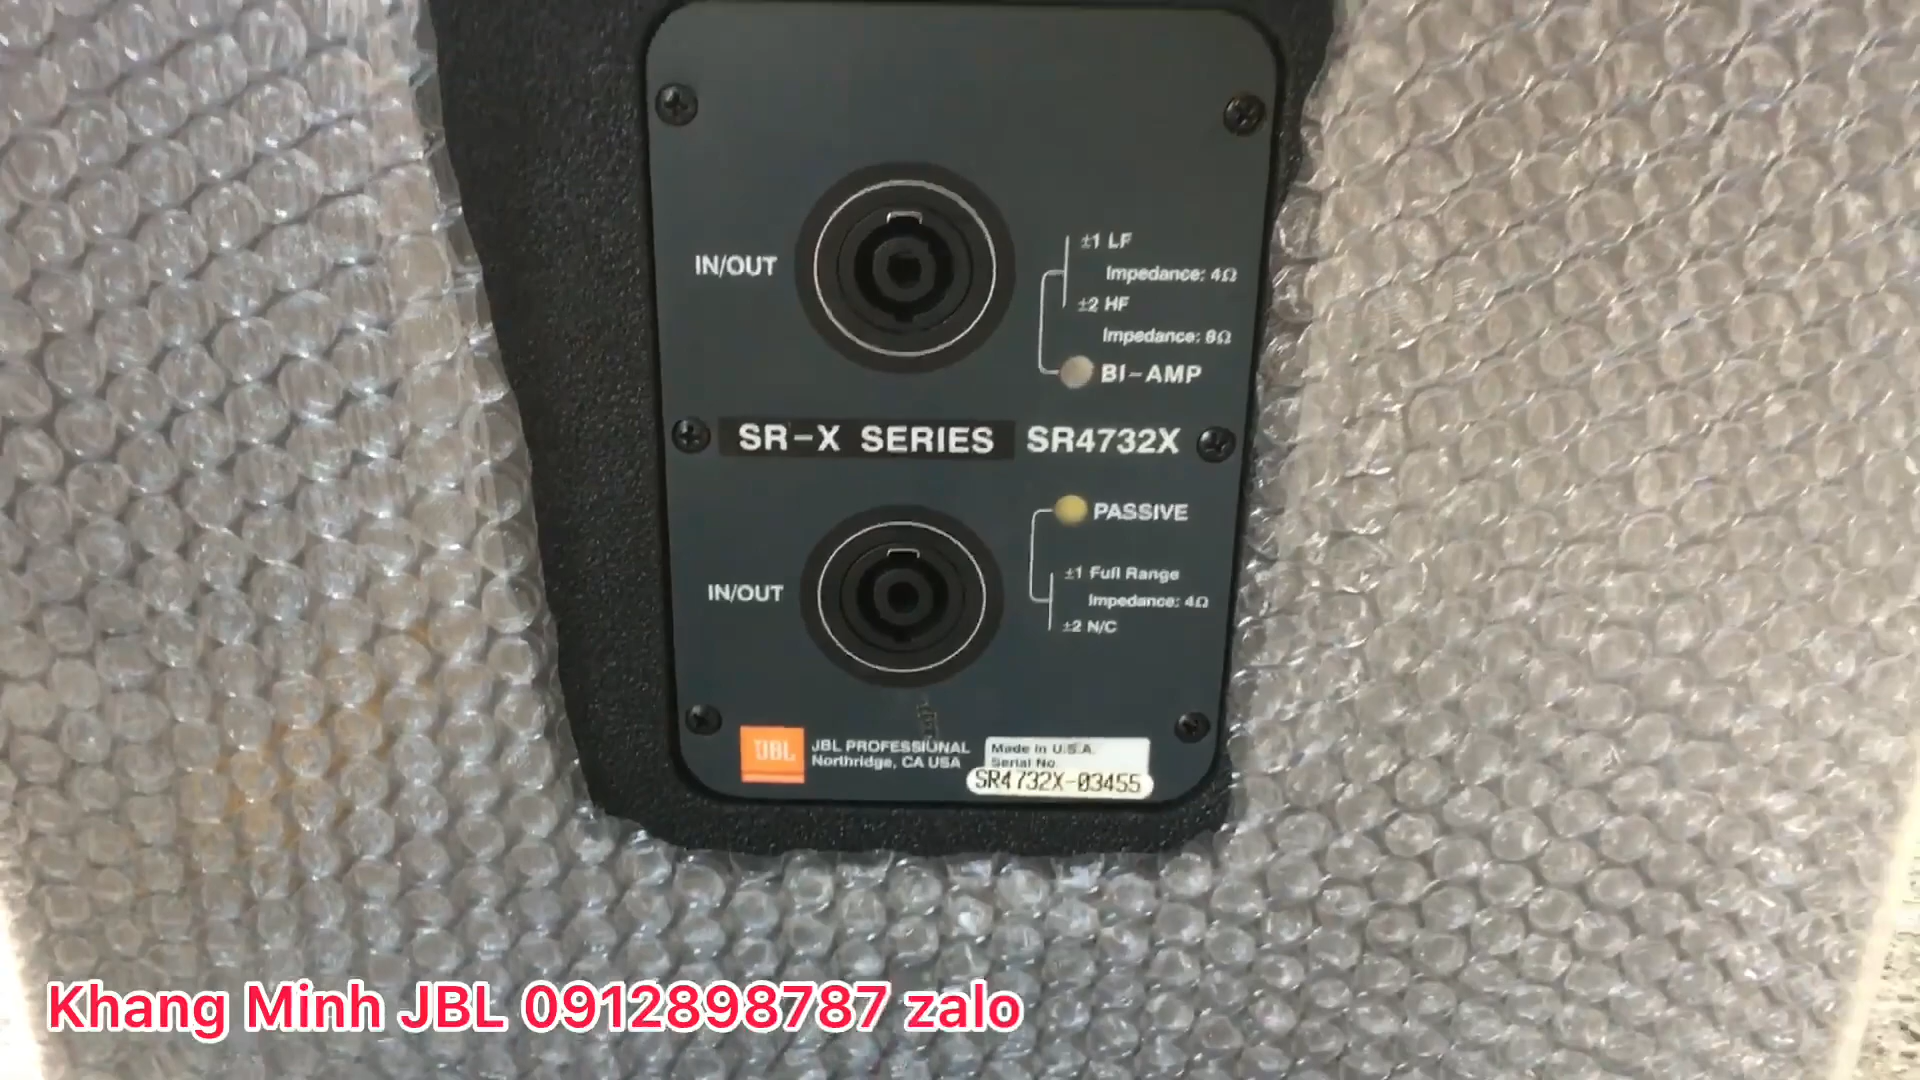 IN/OUT
±1 LF
Impedance: 4Ω
±2 HF
Impedance: 8Ω
BI-AMP
SR-X SERIES SR4732X
PASSIVE
IN/OUT
±1 Full Range
Impedance: 4Ω
±2 N/C
JBL
JBL PROFESSIONAL
Northridge, CA USA
Made in U.S.A.
Serial No.
SR4732X-03455
Khang Minh JBL 0912898787 zalo